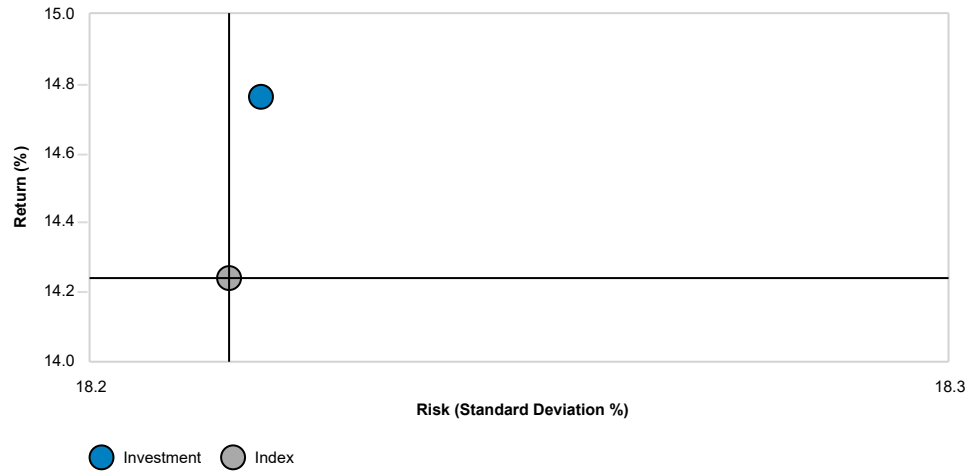 15.0
14.8
14.6
14.4
14.2
14.0
Return (%)
18.2 18.3
Risk (Standard Deviation %)
Investment Index